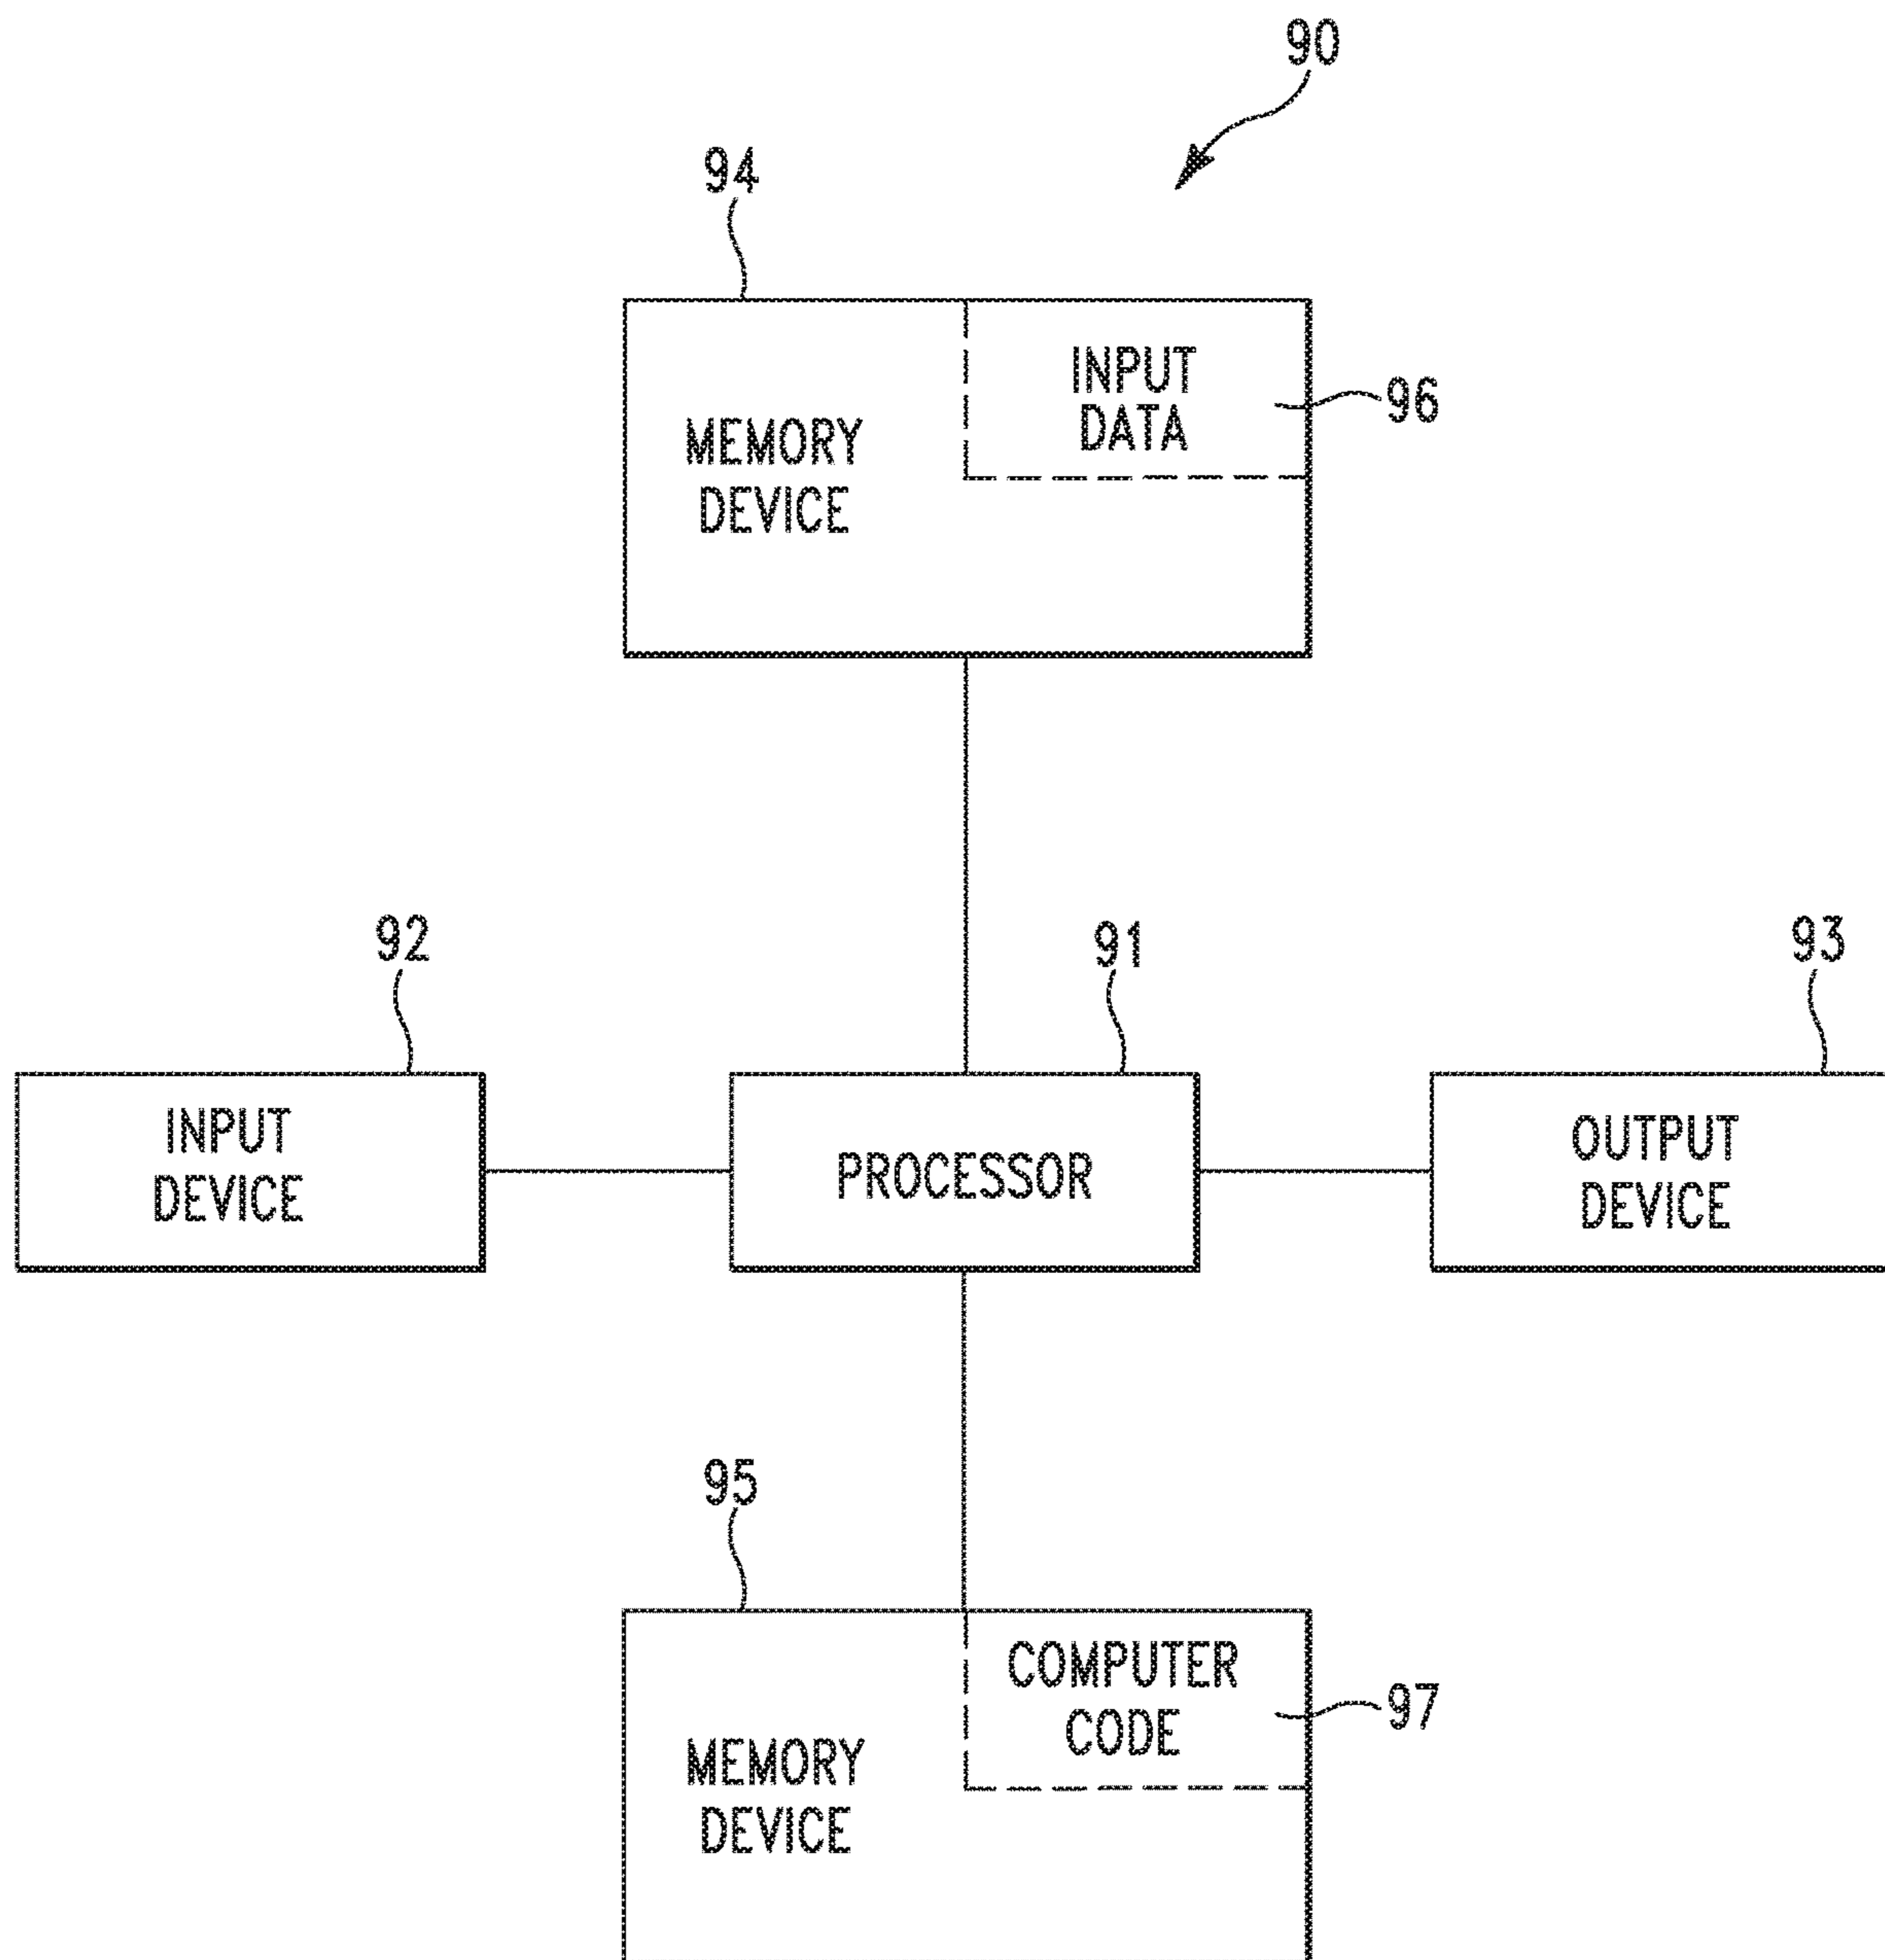 90
94
INPUT
DATA
96
MEMORY
DEVICE
92
91
93
INPUT
DEVICE
PROCESSOR
OUTPUT
DEVICE
95
COMPUTER
CODE
97
MEMORY
DEVICE